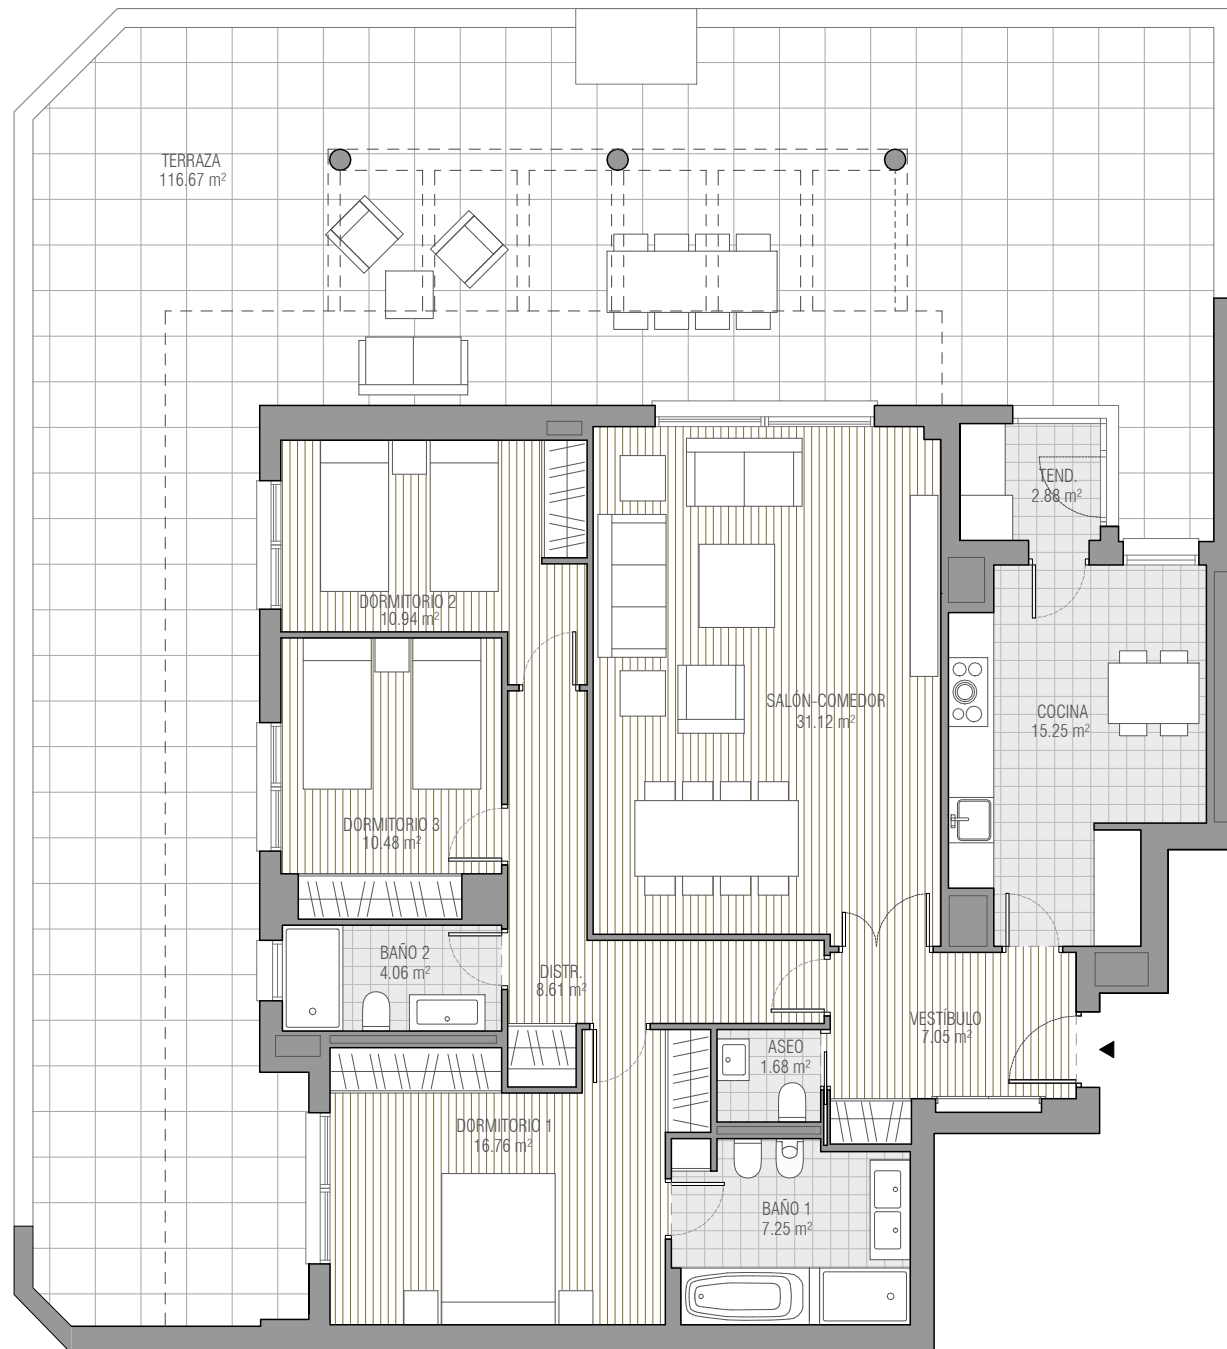 TERRAZA
116.67 m²
TEND.
2.88 m²
DORMITORIO 2
10.94 m²
SALÓN-COMEDOR
31.12 m²
COCINA
15.25 m²
DORMITORIO 3
10.48 m²
BAÑO 2
4.06 m²
DISTR.
8.61 m²
VESTÍBULO
7.05 m²
ASEO
1.68 m²
DORMITORIO 1
16.76 m²
BAÑO 1
7.25 m²